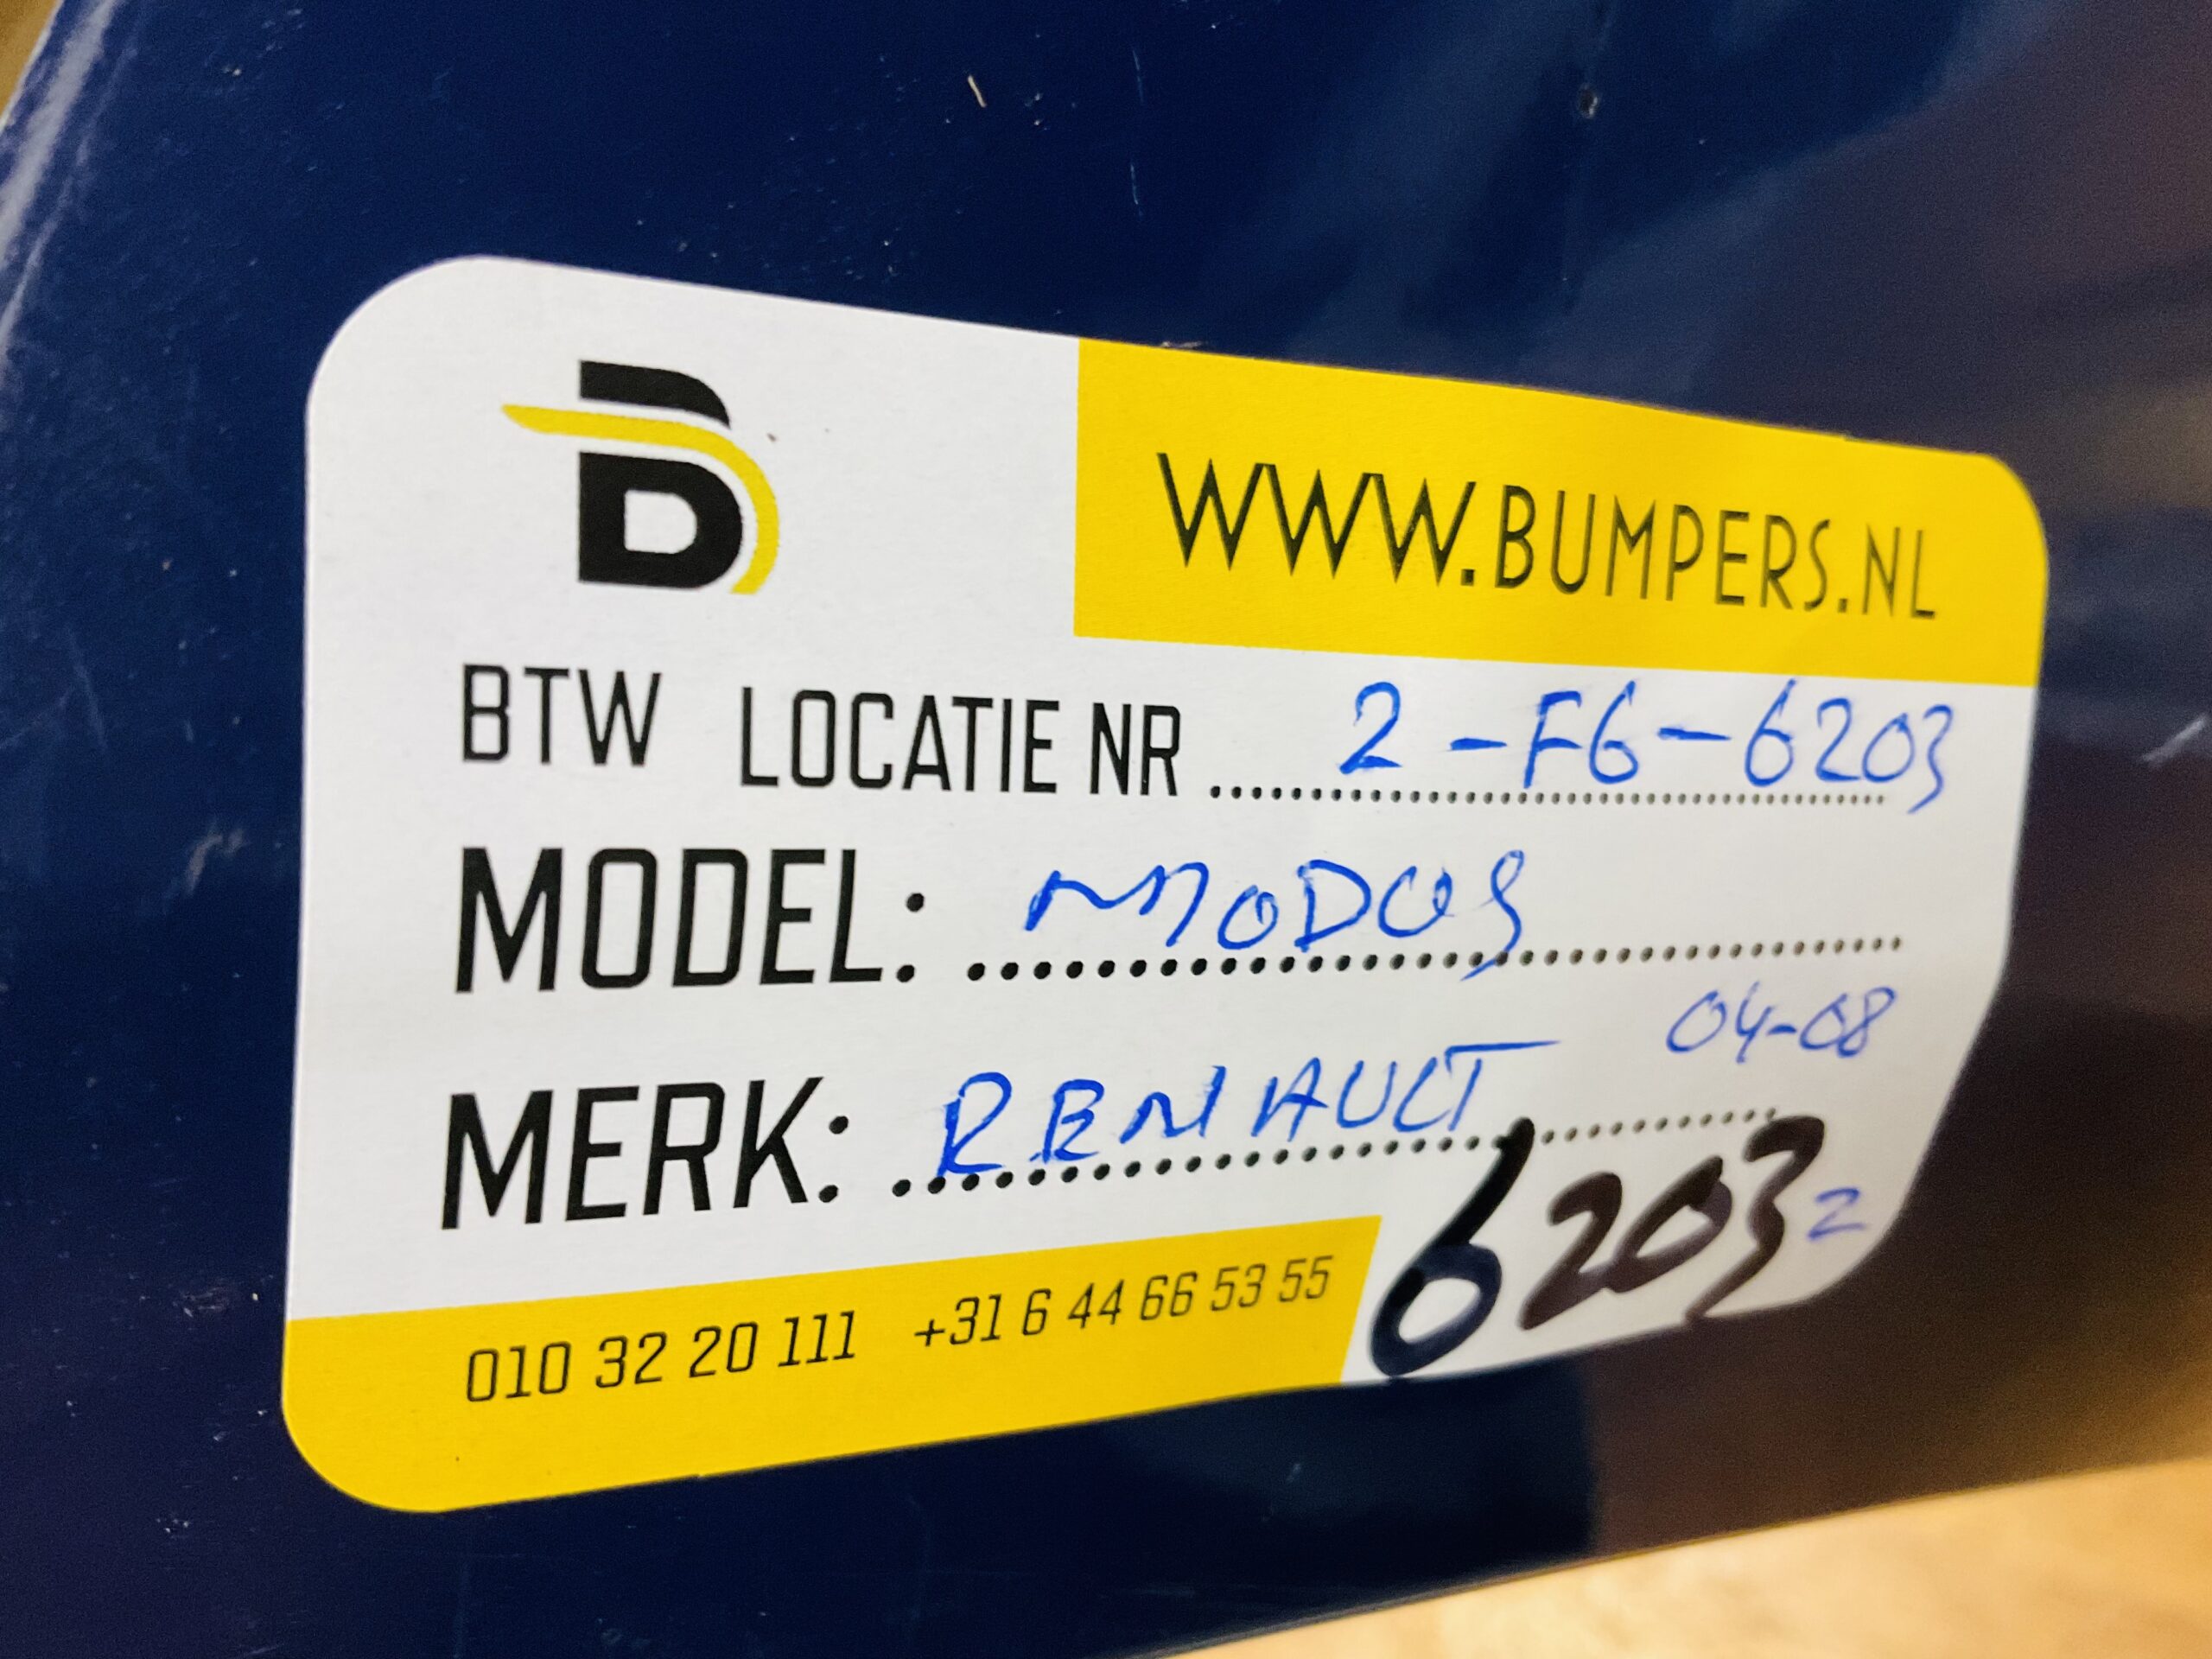 B
WWW.BUMPERS.NL
BTW LOCATIE NR 2-FG-6203
MODEL: MODUS
04-08
MERK: RENAULT
6203 2
010 32 20 111 +31 6 44 66 53 55